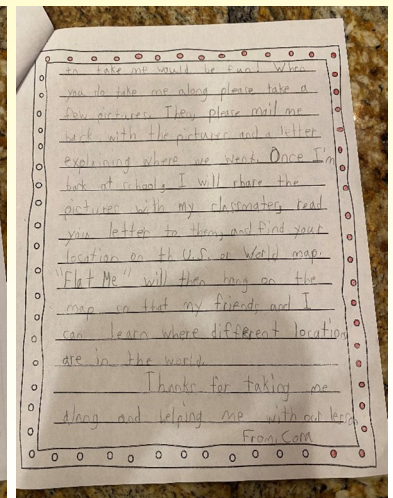 to take me would be fun! When
you do take me along please take a
few pictures. Then, please mail me
back with the pictures and a letter
explaining where we went. Once I'm
back at school, I will share the
pictures with my classmates, read
your letter to them, and find your
location on the U.S. or World map.
"Flat Me" will then hang on the
map so that my friends and I
can learn where different location
are in the world.
Thanks for taking me
along and helping me with our lesson
From, Cora